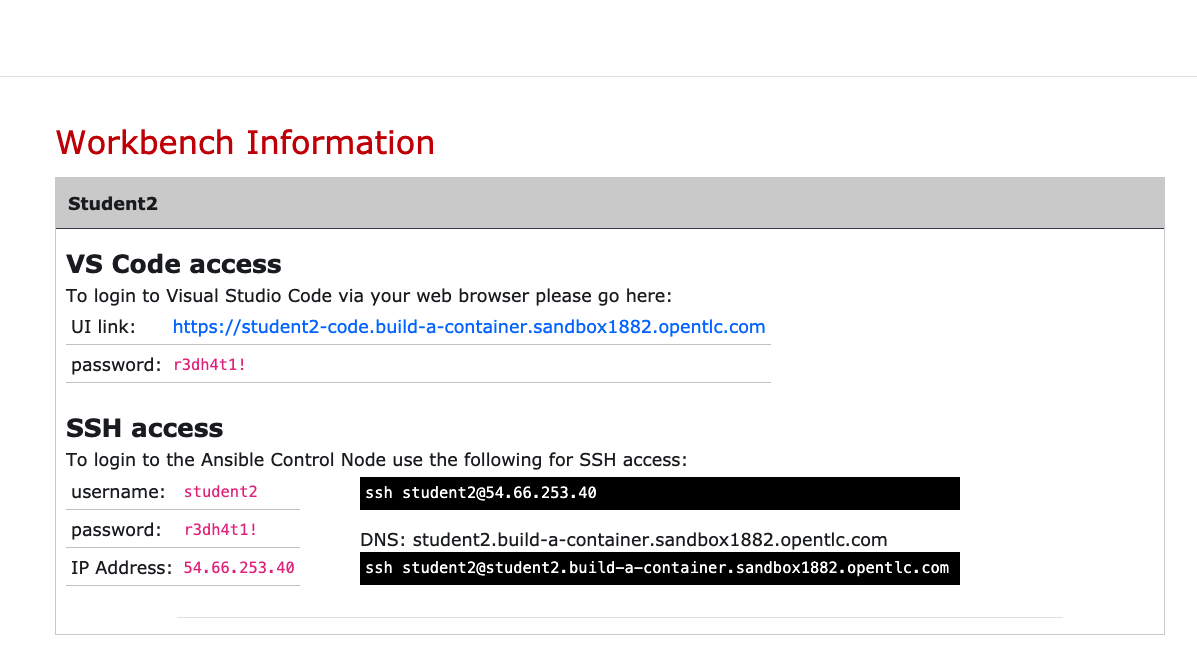 Workbench Information
Student2
VS Code access
To login to Visual Studio Code via your web browser please go here:
UI link: https://student2-code.build-a-container.sandbox1882.opentlc.com
password: r3dh4t1!
SSH access
To login to the Ansible Control Node use the following for SSH access:
username: student2
password: r3dh4t1!
IP Address: 54.66.253.40
ssh student2@54.66.253.40
DNS: student2.build-a-container.sandbox1882.opentlc.com
ssh student2@student2.build-a-container.sandbox1882.opentlc.com